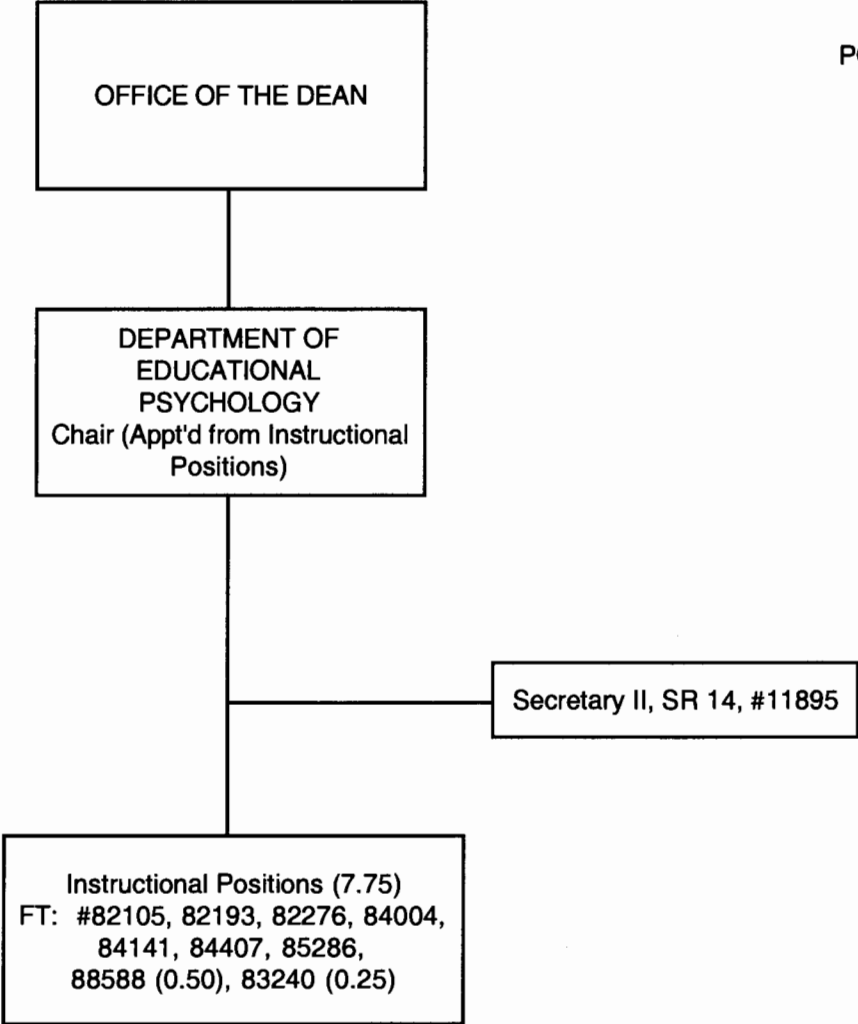 OFFICE OF THE DEAN
DEPARTMENT OF
EDUCATIONAL
PSYCHOLOGY
Chair (Appt'd from Instructional
Positions)
Secretary II, SR 14, #11895
Instructional Positions (7.75)
FT: #82105, 82193, 82276, 84004,
84141, 84407, 85286,
88588 (0.50), 83240 (0.25)